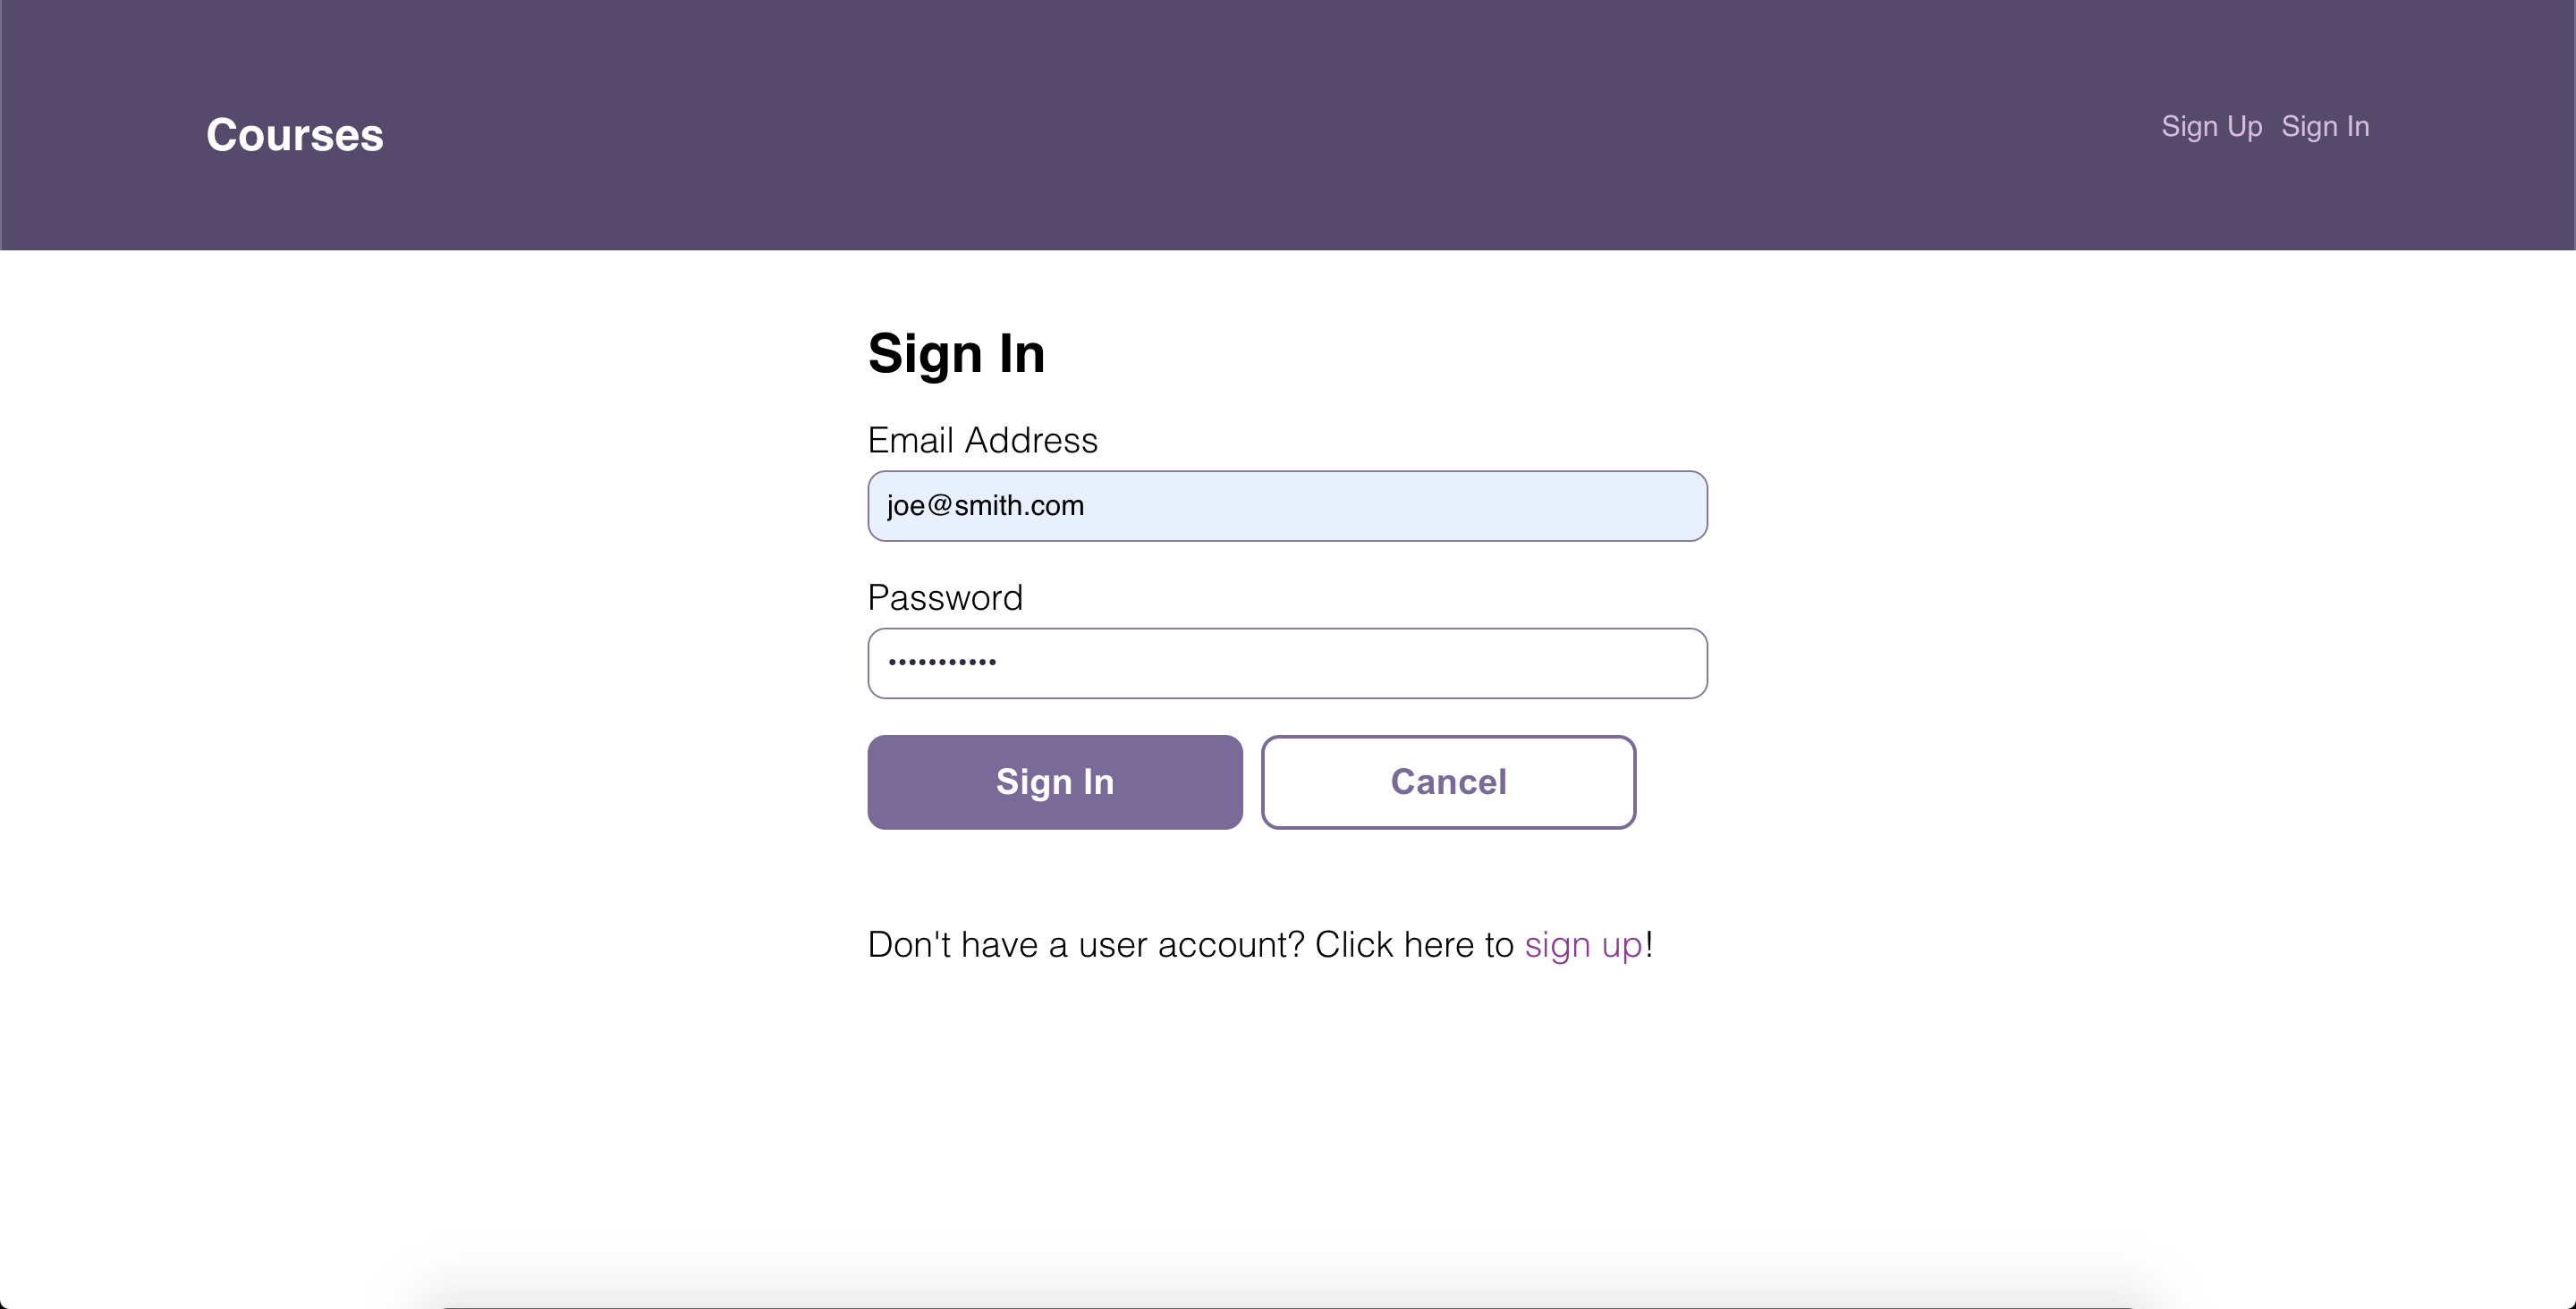 Courses
Sign Up Sign In
Sign In
Email Address
joe@smith.com
Password
•••••••••••
Sign In
Cancel
Don't have a user account? Click here to sign up!